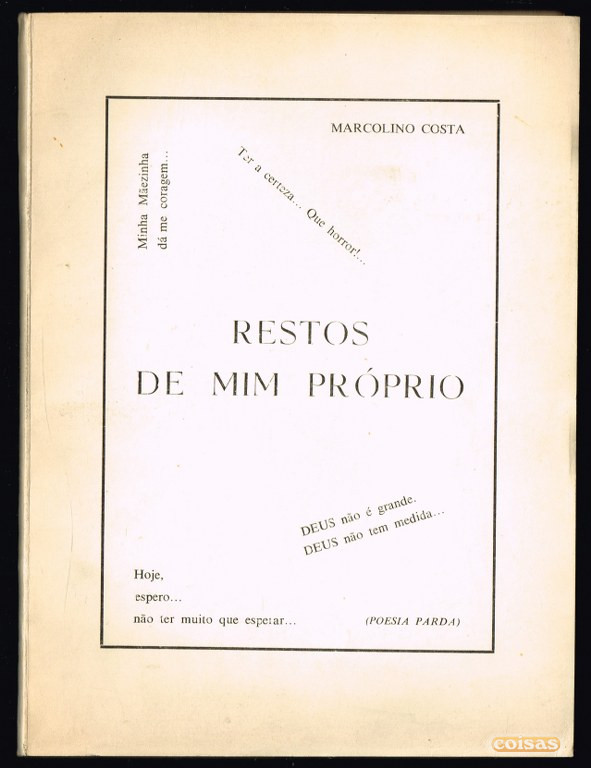 MARCOLINO COSTA
Minha Mãezinha
dá me coragem...
Ter a certeza... Que horror!...
RESTOS
DE MIM PRÓPRIO
DEUS não é grande.
DEUS não tem medida...
Hoje,
espero...
não ter muito que esperar...
(POESIA PARDA)
coisas